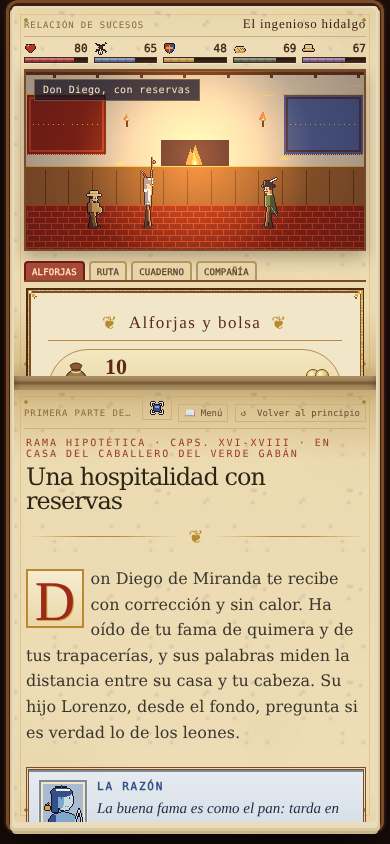 RELACIÓN DE SUCESOS
El ingenioso hidalgo
80 65 48 69 67
Don Diego, con reservas
ALFORJAS RUTA CUADERNO COMPAÑÍA
❦ Alforjas y bolsa ❦
10
PRIMERA PARTE DE… 📖 Menú ↺ Volver al principio
RAMA HIPOTÉTICA · CAPS. XVI-XVIII · EN
CASA DEL CABALLERO DEL VERDE GABÁN
Una hospitalidad con
reservas
❦
Don Diego de Miranda te recibe
con corrección y sin calor. Ha
oído de tu fama de quimera y de
tus trapacerías, y sus palabras miden la
distancia entre su casa y tu cabeza. Su
hijo Lorenzo, desde el fondo, pregunta si
es verdad lo de los leones.
LA RAZÓN
La buena fama es como el pan: tarda en